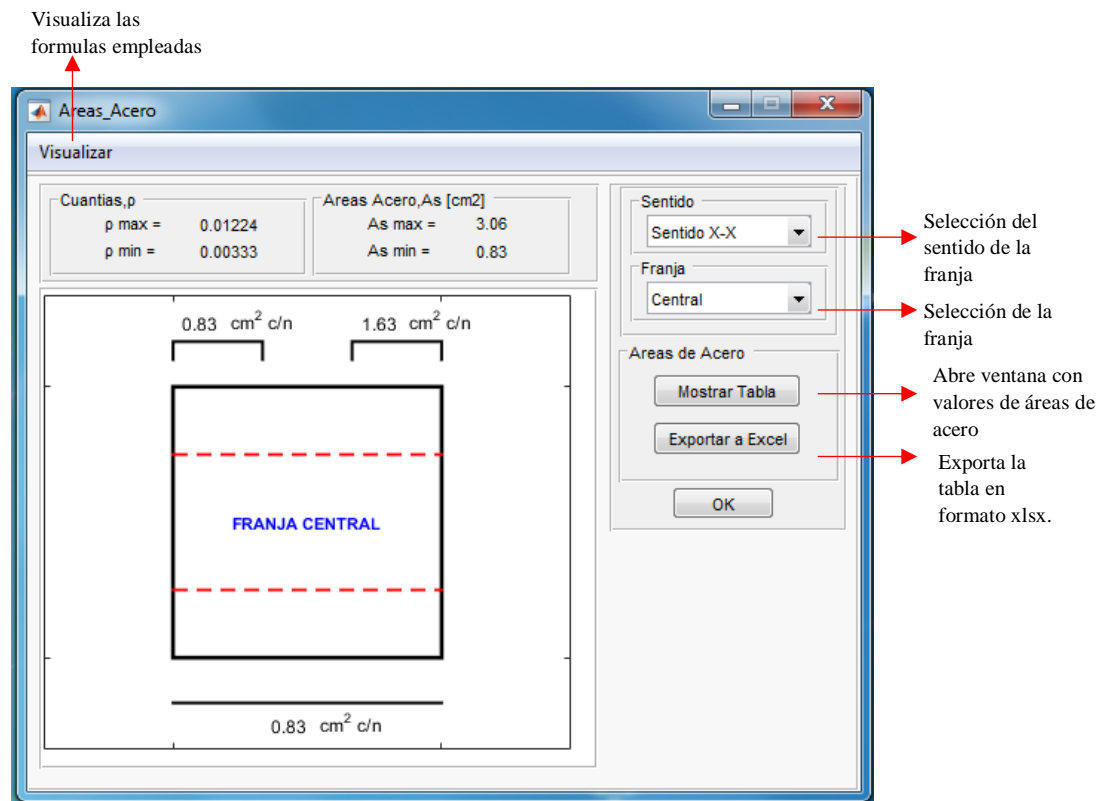 Visualiza las
formulas empleadas
Areas_Acero
Visualizar
Cuantias,ρ
ρ max = 0.01224
ρ min = 0.00333
Areas Acero,As [cm2]
As max = 3.06
As min = 0.83
0.83 cm² c/n 1.63 cm² c/n
FRANJA CENTRAL
0.83 cm² c/n
Sentido
Sentido X-X
Franja
Central
Areas de Acero
Mostrar Tabla
Exportar a Excel
OK
Selección del
sentido de la
franja
Selección de la
franja
Abre ventana con
valores de áreas de
acero
Exporta la
tabla en
formato xlsx.